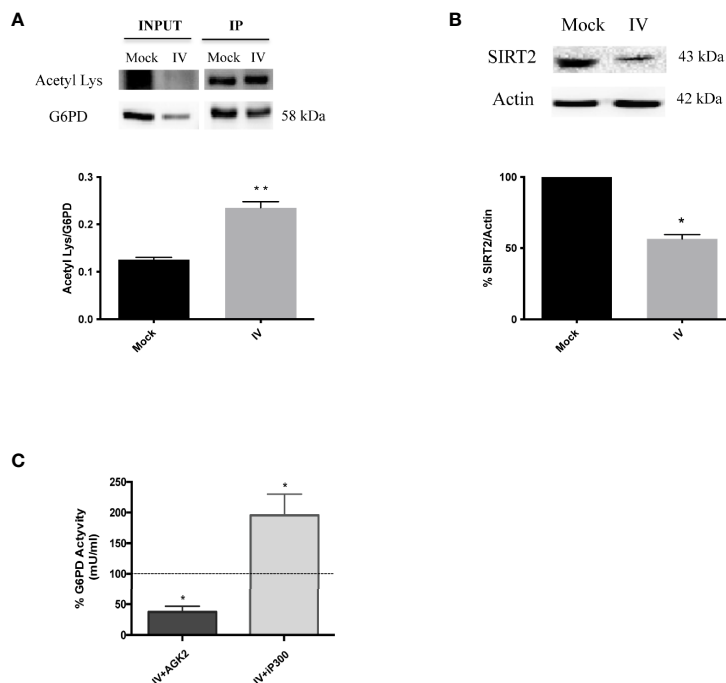 A
INPUT IP
Mock IV Mock IV
Acetyl Lys
G6PD 58 kDa
0.3
0.2
0.1
0.0
Acetyl Lys/G6PD
**
Mock IV
B
Mock IV
SIRT2 43 kDa
Actin 42 kDa
100
50
0
% SIRT2/Actin
*
Mock IV
C
250
200
150
100
50
0
% G6PD Actyvity
(mU/ml)
* *
IV+AGK2 IV+iP300